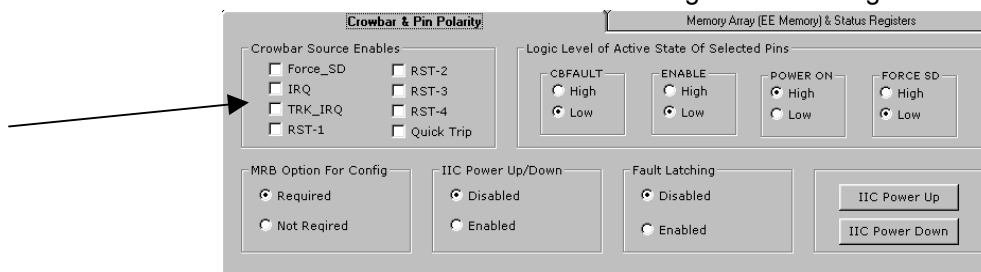 Crowbar & Pin Polarity
Memory Array (EE Memory) & Status Registers
Crowbar Source Enables
Force_SD
RST-2
IRQ
RST-3
TRK_IRQ
RST-4
RST-1
Quick Trip
Logic Level of Active State Of Selected Pins
CBFAULT
High
Low
ENABLE
High
Low
POWER ON
High
Low
FORCE SD
High
Low
MRB Option For Config
Required
Not Reqired
IIC Power Up/Down
Disabled
Enabled
Fault Latching
Disabled
Enabled
IIC Power Up
IIC Power Down